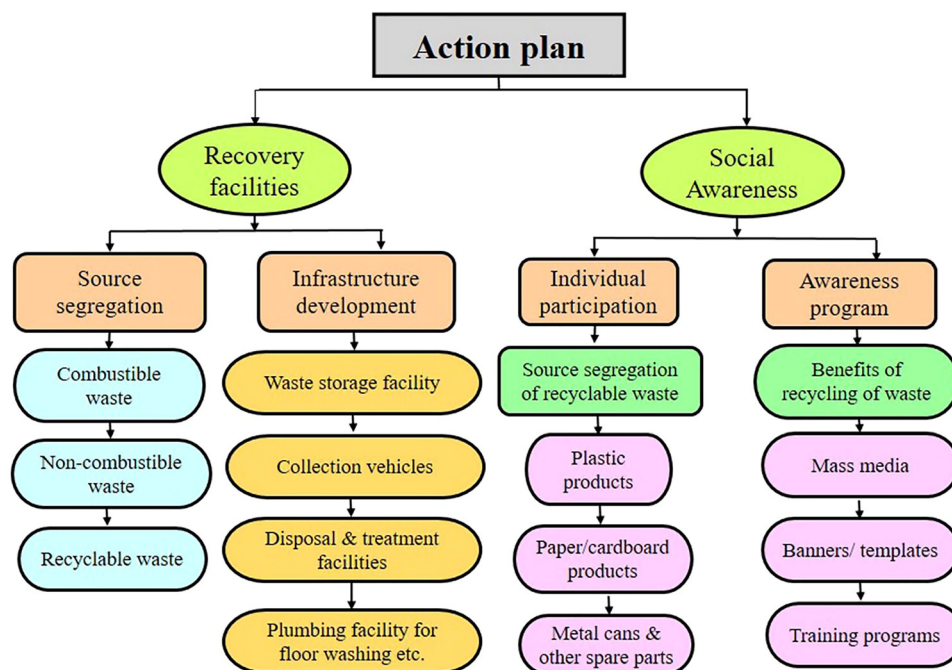 Action plan
Recovery
facilities
Social
Awareness
Source
segregation
Infrastructure
development
Individual
participation
Awareness
program
Combustible
waste
Waste storage facility
Source segregation
of recyclable waste
Benefits of
recycling of waste
Non-combustible
waste
Collection vehicles
Plastic
products
Mass media
Recyclable waste
Disposal & treatment
facilities
Paper/cardboard
products
Banners/ templates
Plumbing facility for
floor washing etc.
Metal cans &
other spare parts
Training programs